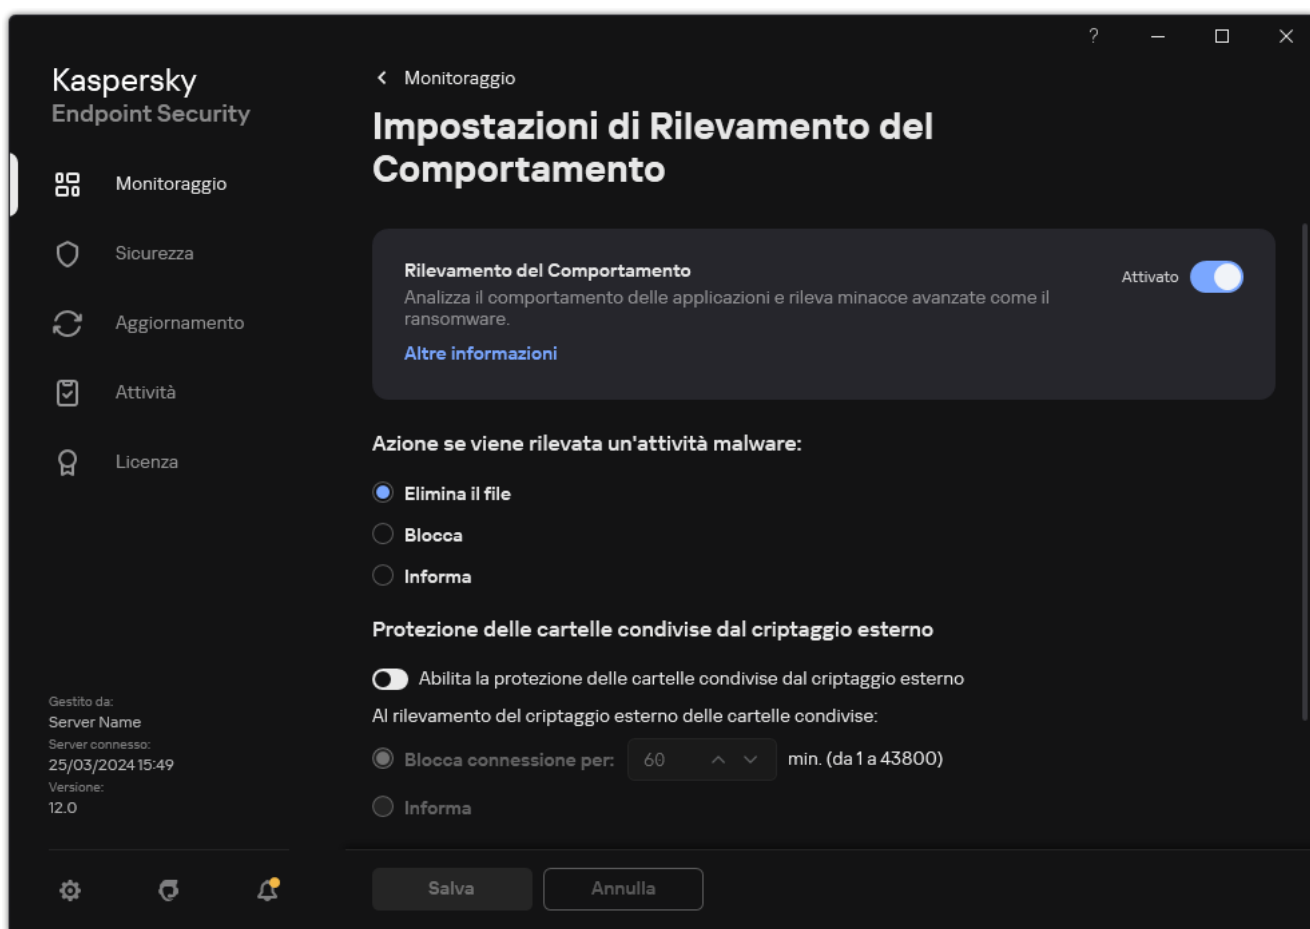 ?
Kaspersky
Endpoint Security
Monitoraggio
Sicurezza
Aggiornamento
Attività
Licenza
Gestito da:
Server Name
Server connesso:
25/03/2024 15:49
Versione:
12.0
Monitoraggio
Impostazioni di Rilevamento del
Comportamento
Rilevamento del Comportamento
Attivato
Analizza il comportamento delle applicazioni e rileva minacce avanzate come il
ransomware.
Altre informazioni
Azione se viene rilevata un'attività malware:
Elimina il file
Blocca
Informa
Protezione delle cartelle condivise dal criptaggio esterno
Abilita la protezione delle cartelle condivise dal criptaggio esterno
Al rilevamento del criptaggio esterno delle cartelle condivise:
Blocca connessione per: 60 min. (da 1 a 43800)
Informa
Salva Annulla